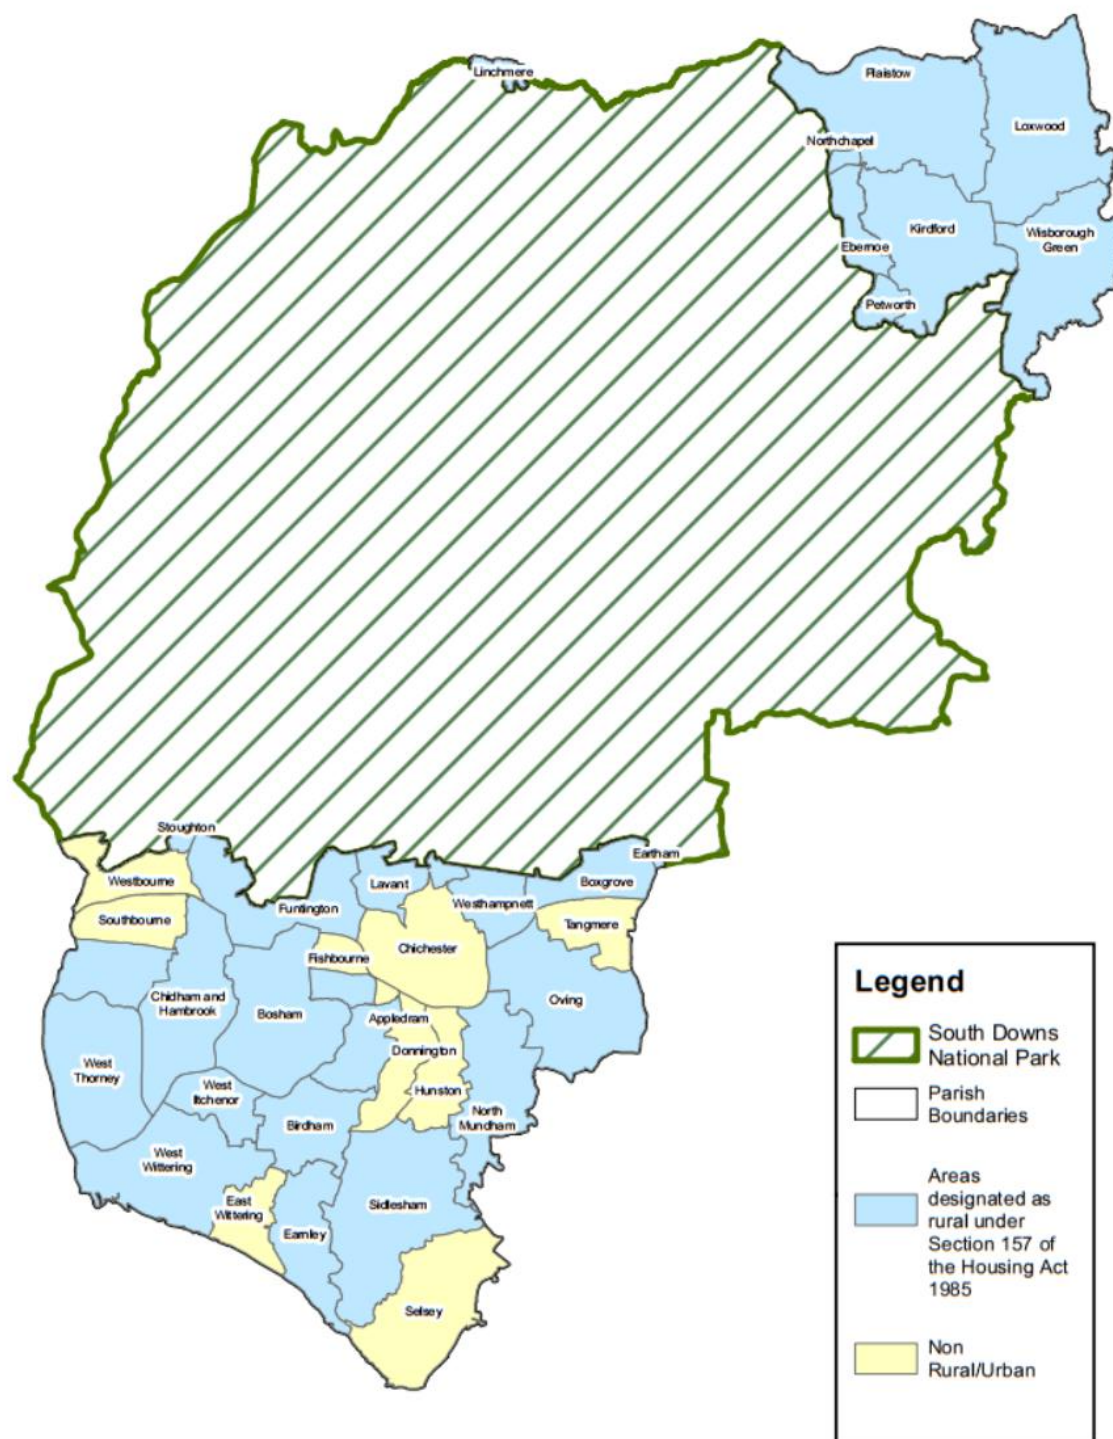 Linchmere
Plaistow
Loxwood
Northchapel
Kirdford
Wisborough
Green
Ebernoe
Petworth
Stoughton
Eartham
Westbourne
Lavant
Boxgrove
Funtington
Westhampnett
Southbourne
Tangmere
Chichester
Fishbourne
Chidham and
Hambrook
Bosham
Oving
Appledram
Donnington
West
Thorney
West
Itchenor
Hunston
Birdham
North
Mundham
West
Wittering
East
Wittering
Earnley
Sidlesham
Selsey
Legend
South Downs
National Park
Parish
Boundaries
Areas
designated as
rural under
Section 157 of
the Housing Act
1985
Non
Rural/Urban